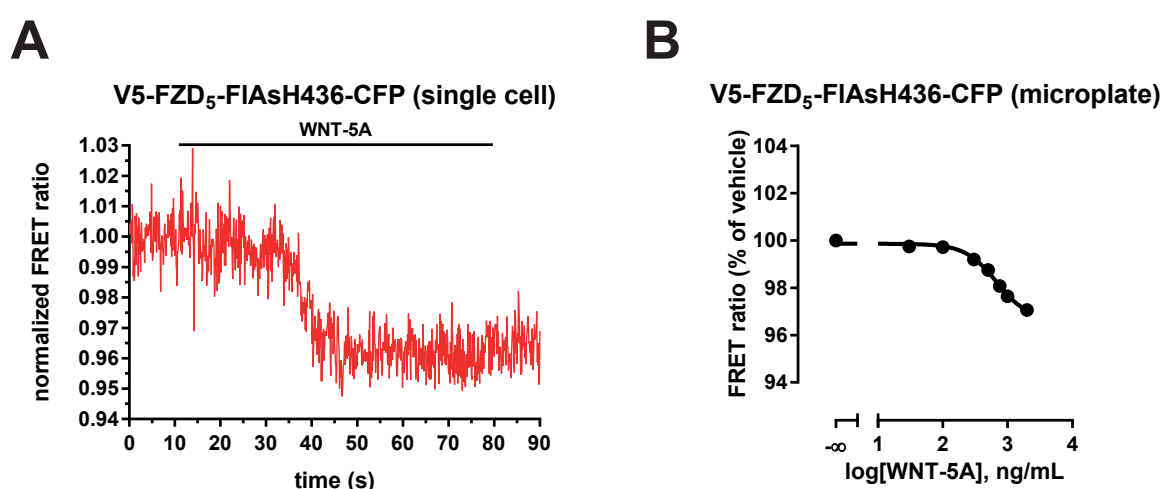 A
V5-FZD5-FlAsH436-CFP (single cell)
WNT-5A
normalized FRET ratio
1.03
1.02
1.01
1.00
0.99
0.98
0.97
0.96
0.95
0.94
0 10 20 30 40 50 60 70 80 90
time (s)
B
V5-FZD5-FlAsH436-CFP (microplate)
FRET ratio (% of vehicle)
104
102
100
98
96
94
-∞ 1 2 3 4
log[WNT-5A], ng/mL